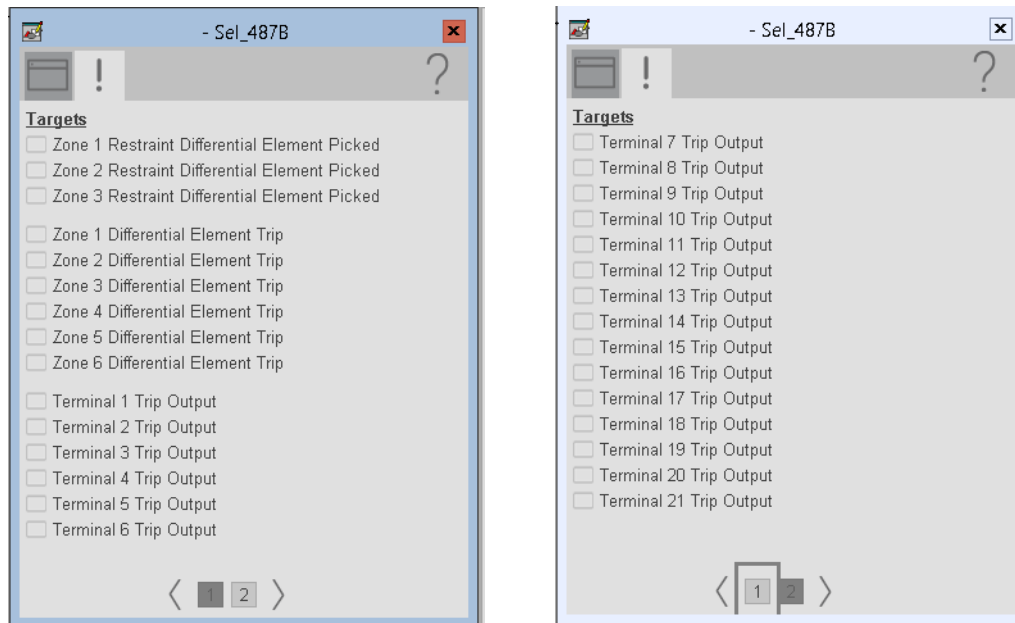 - Sel_487B
x
!
?
Targets
Zone 1 Restraint Differential Element Picked
Zone 2 Restraint Differential Element Picked
Zone 3 Restraint Differential Element Picked
Zone 1 Differential Element Trip
Zone 2 Differential Element Trip
Zone 3 Differential Element Trip
Zone 4 Differential Element Trip
Zone 5 Differential Element Trip
Zone 6 Differential Element Trip
Terminal 1 Trip Output
Terminal 2 Trip Output
Terminal 3 Trip Output
Terminal 4 Trip Output
Terminal 5 Trip Output
Terminal 6 Trip Output
1 2
- Sel_487B
x
!
?
Targets
Terminal 7 Trip Output
Terminal 8 Trip Output
Terminal 9 Trip Output
Terminal 10 Trip Output
Terminal 11 Trip Output
Terminal 12 Trip Output
Terminal 13 Trip Output
Terminal 14 Trip Output
Terminal 15 Trip Output
Terminal 16 Trip Output
Terminal 17 Trip Output
Terminal 18 Trip Output
Terminal 19 Trip Output
Terminal 20 Trip Output
Terminal 21 Trip Output
1 2